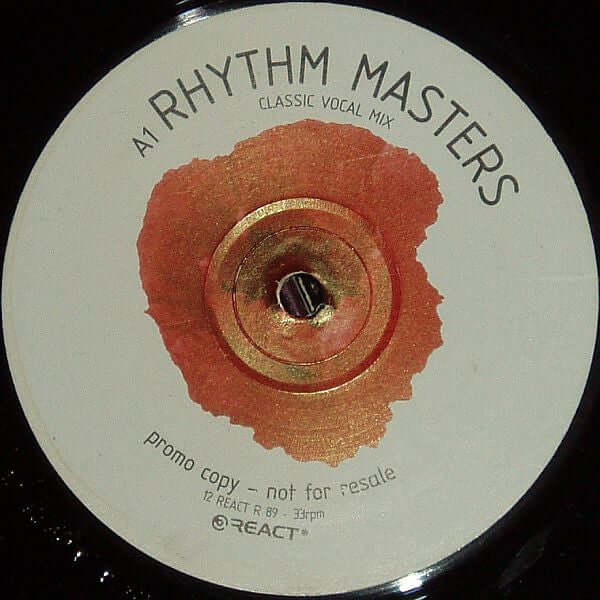 A1 RHYTHM MASTERS
CLASSIC VOCAL MIX
promo copy - not for resale
12 REACT R 89 - 33rpm
REACT®